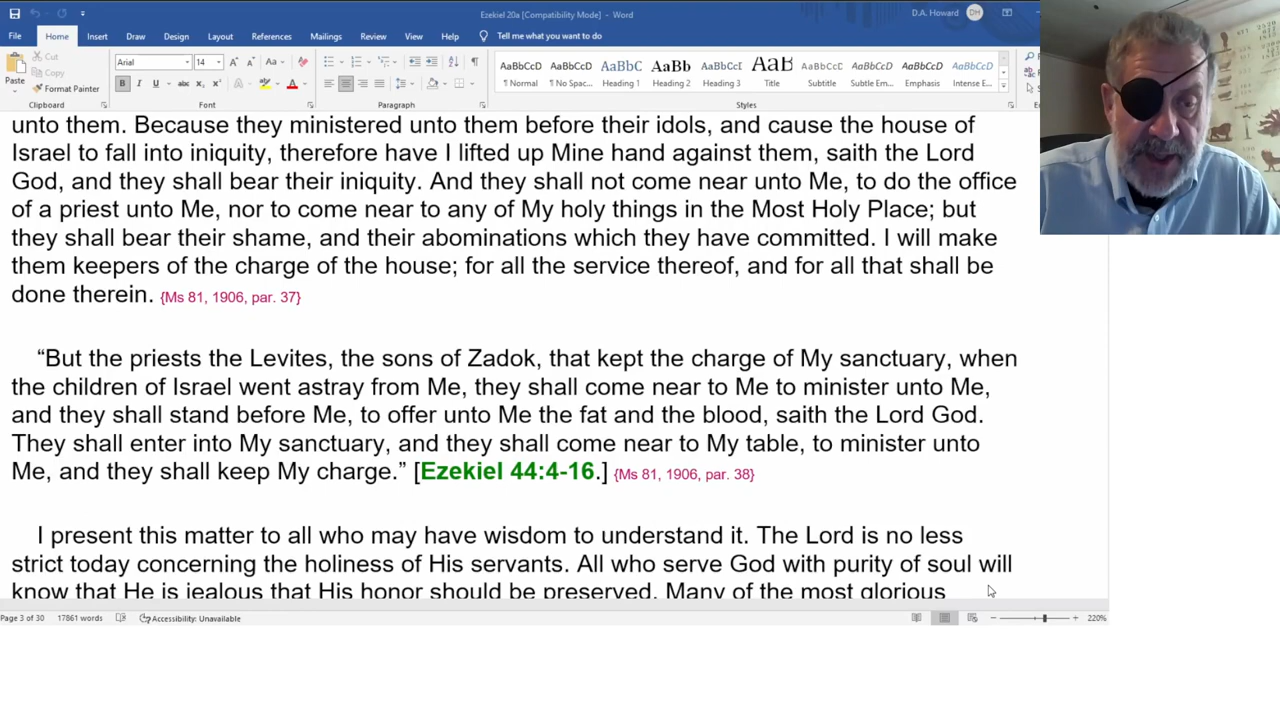 Ezekiel 20a [Compatibility Mode] - Word
D.A. Howard DH
File Home Insert Draw Design Layout References Mailings Review View Help Tell me what you want to do
Paste
Cut
Copy
Format Painter
Clipboard
Arial 14
Font
Paragraph
AaBbCcD AaBbCcD AaBbC AaBb AaBbCcI AaBb AaBbCcD AaBbCcD AaBbCcD AaBbCcD
¶ Normal ¶ No Spac... Heading 1 Heading 2 Heading 3 Title Subtitle Subtle Em... Emphasis Intense E...
Styles
unto them. Because they ministered unto them before their idols, and cause the house of
Israel to fall into iniquity, therefore have I lifted up Mine hand against them, saith the Lord
God, and they shall bear their iniquity. And they shall not come near unto Me, to do the office
of a priest unto Me, nor to come near to any of My holy things in the Most Holy Place; but
they shall bear their shame, and their abominations which they have committed. I will make
them keepers of the charge of the house; for all the service thereof, and for all that shall be
done therein. {Ms 81, 1906, par. 37}
“But the priests the Levites, the sons of Zadok, that kept the charge of My sanctuary, when
the children of Israel went astray from Me, they shall come near to Me to minister unto Me,
and they shall stand before Me, to offer unto Me the fat and the blood, saith the Lord God.
They shall enter into My sanctuary, and they shall come near to My table, to minister unto
Me, and they shall keep My charge.” [Ezekiel 44:4-16.] {Ms 81, 1906, par. 38}
I present this matter to all who may have wisdom to understand it. The Lord is no less
strict today concerning the holiness of His servants. All who serve God with purity of soul will
know that He is jealous that His honor should be preserved. Many of the most glorious
Page 3 of 30 17861 words Accessibility: Unavailable 220%